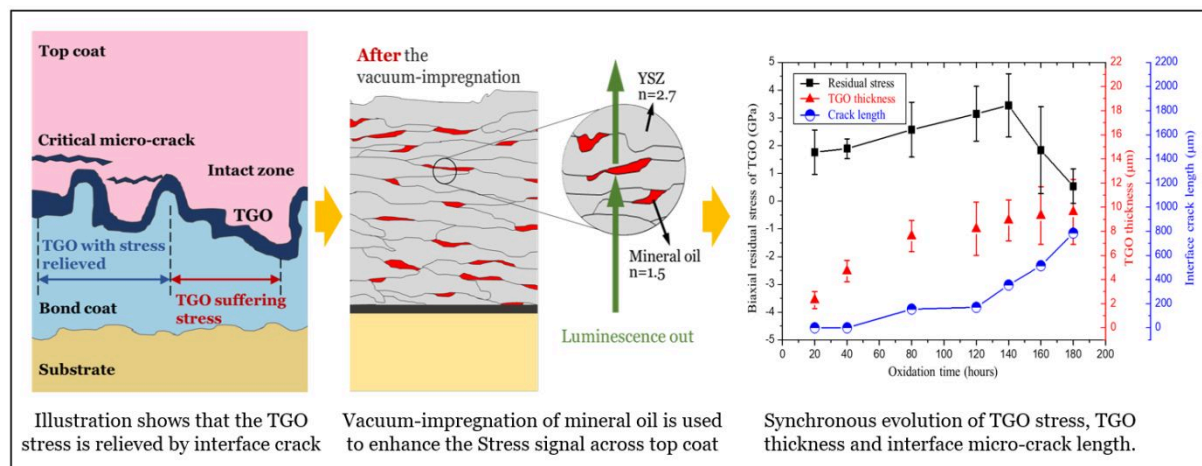 Top coat
Critical micro-crack
Intact zone
TGO
TGO with stress
relieved
TGO suffering
stress
Bond coat
Substrate
Illustration shows that the TGO
stress is relieved by interface crack
After the
vacuum-impregnation
YSZ
n=2.7
Mineral oil
n=1.5
Luminescence out
Vacuum-impregnation of mineral oil is used
to enhance the Stress signal across top coat
Residual stress
TGO thickness
Crack length
Biaxial residual stress of TGO (GPa)
5
4
3
2
1
0
-1
-2
-3
-4
-5
0 20 40 60 80 100 120 140 160 180 200
Oxidation time (hours)
22
20
18
16
14
12
10
8
6
4
2
0
TGO thickness (μm)
2200
2000
1800
1600
1400
1200
1000
800
600
400
200
0
Interface crack length (μm)
Synchronous evolution of TGO stress, TGO
thickness and interface micro-crack length.